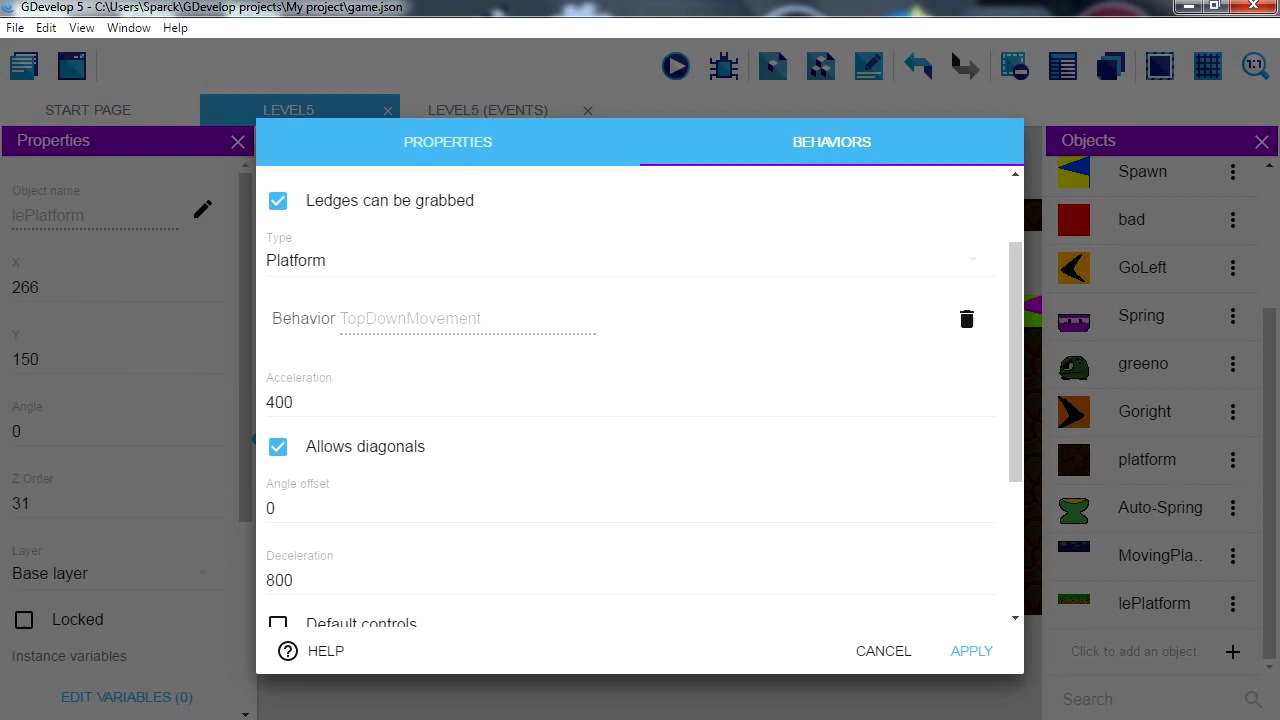 GDevelop 5 - C:\Users\Sparck\GDevelop projects\My project\game.json
File Edit View Window Help
1:1
START PAGE LEVEL5 LEVEL5 (EVENTS)
Properties
Object name
lePlatform
X
266
Y
150
Angle
0
Z Order
31
Layer
Base layer
Locked
Instance variables
EDIT VARIABLES (0)
PROPERTIES BEHAVIORS
Ledges can be grabbed
Type
Platform
Behavior TopDownMovement
Acceleration
400
Allows diagonals
Angle offset
0
Deceleration
800
Default controls
HELP CANCEL APPLY
Objects
Spawn
bad
GoLeft
Spring
greeno
Goright
platform
Auto-Spring
MovingPla..
lePlatform
Click to add an object
Search